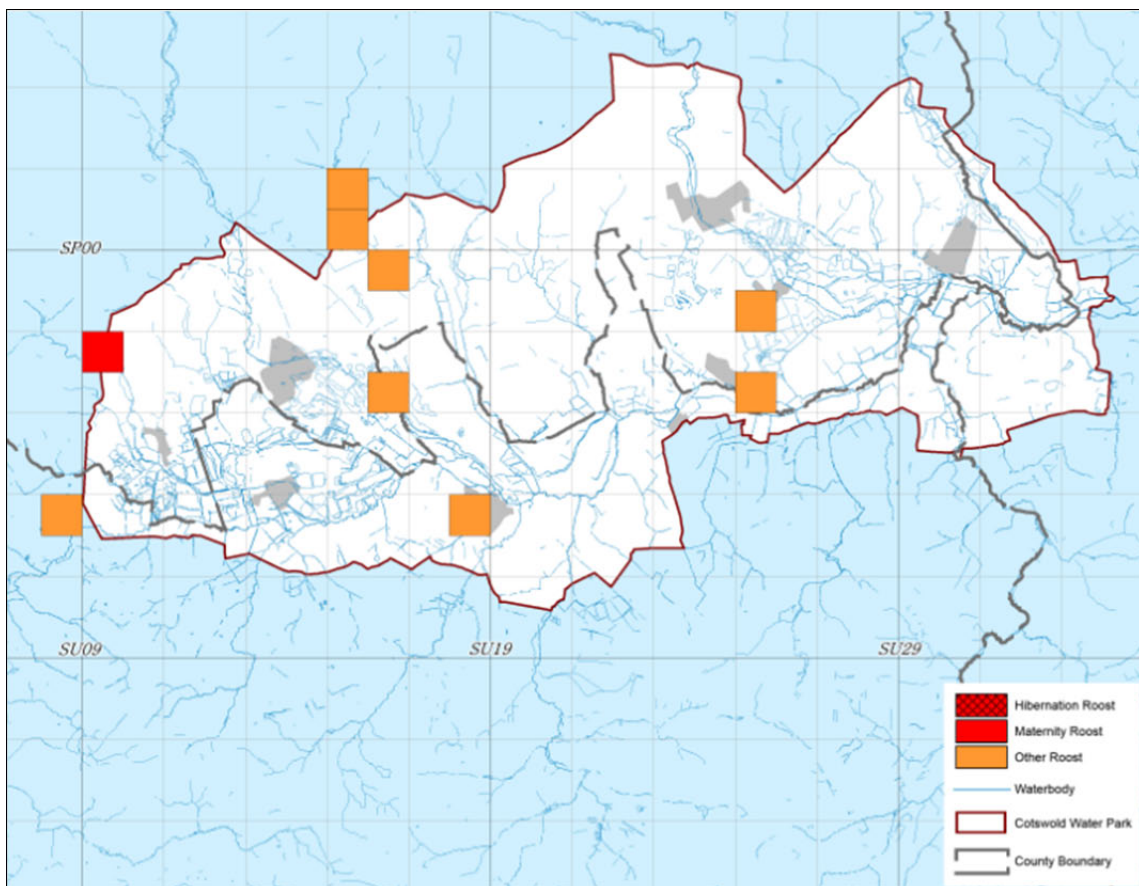 SP00
SU09
SU19
SU29
Hibernation Roost
Maternity Roost
Other Roost
Waterbody
Cotswold Water Park
County Boundary